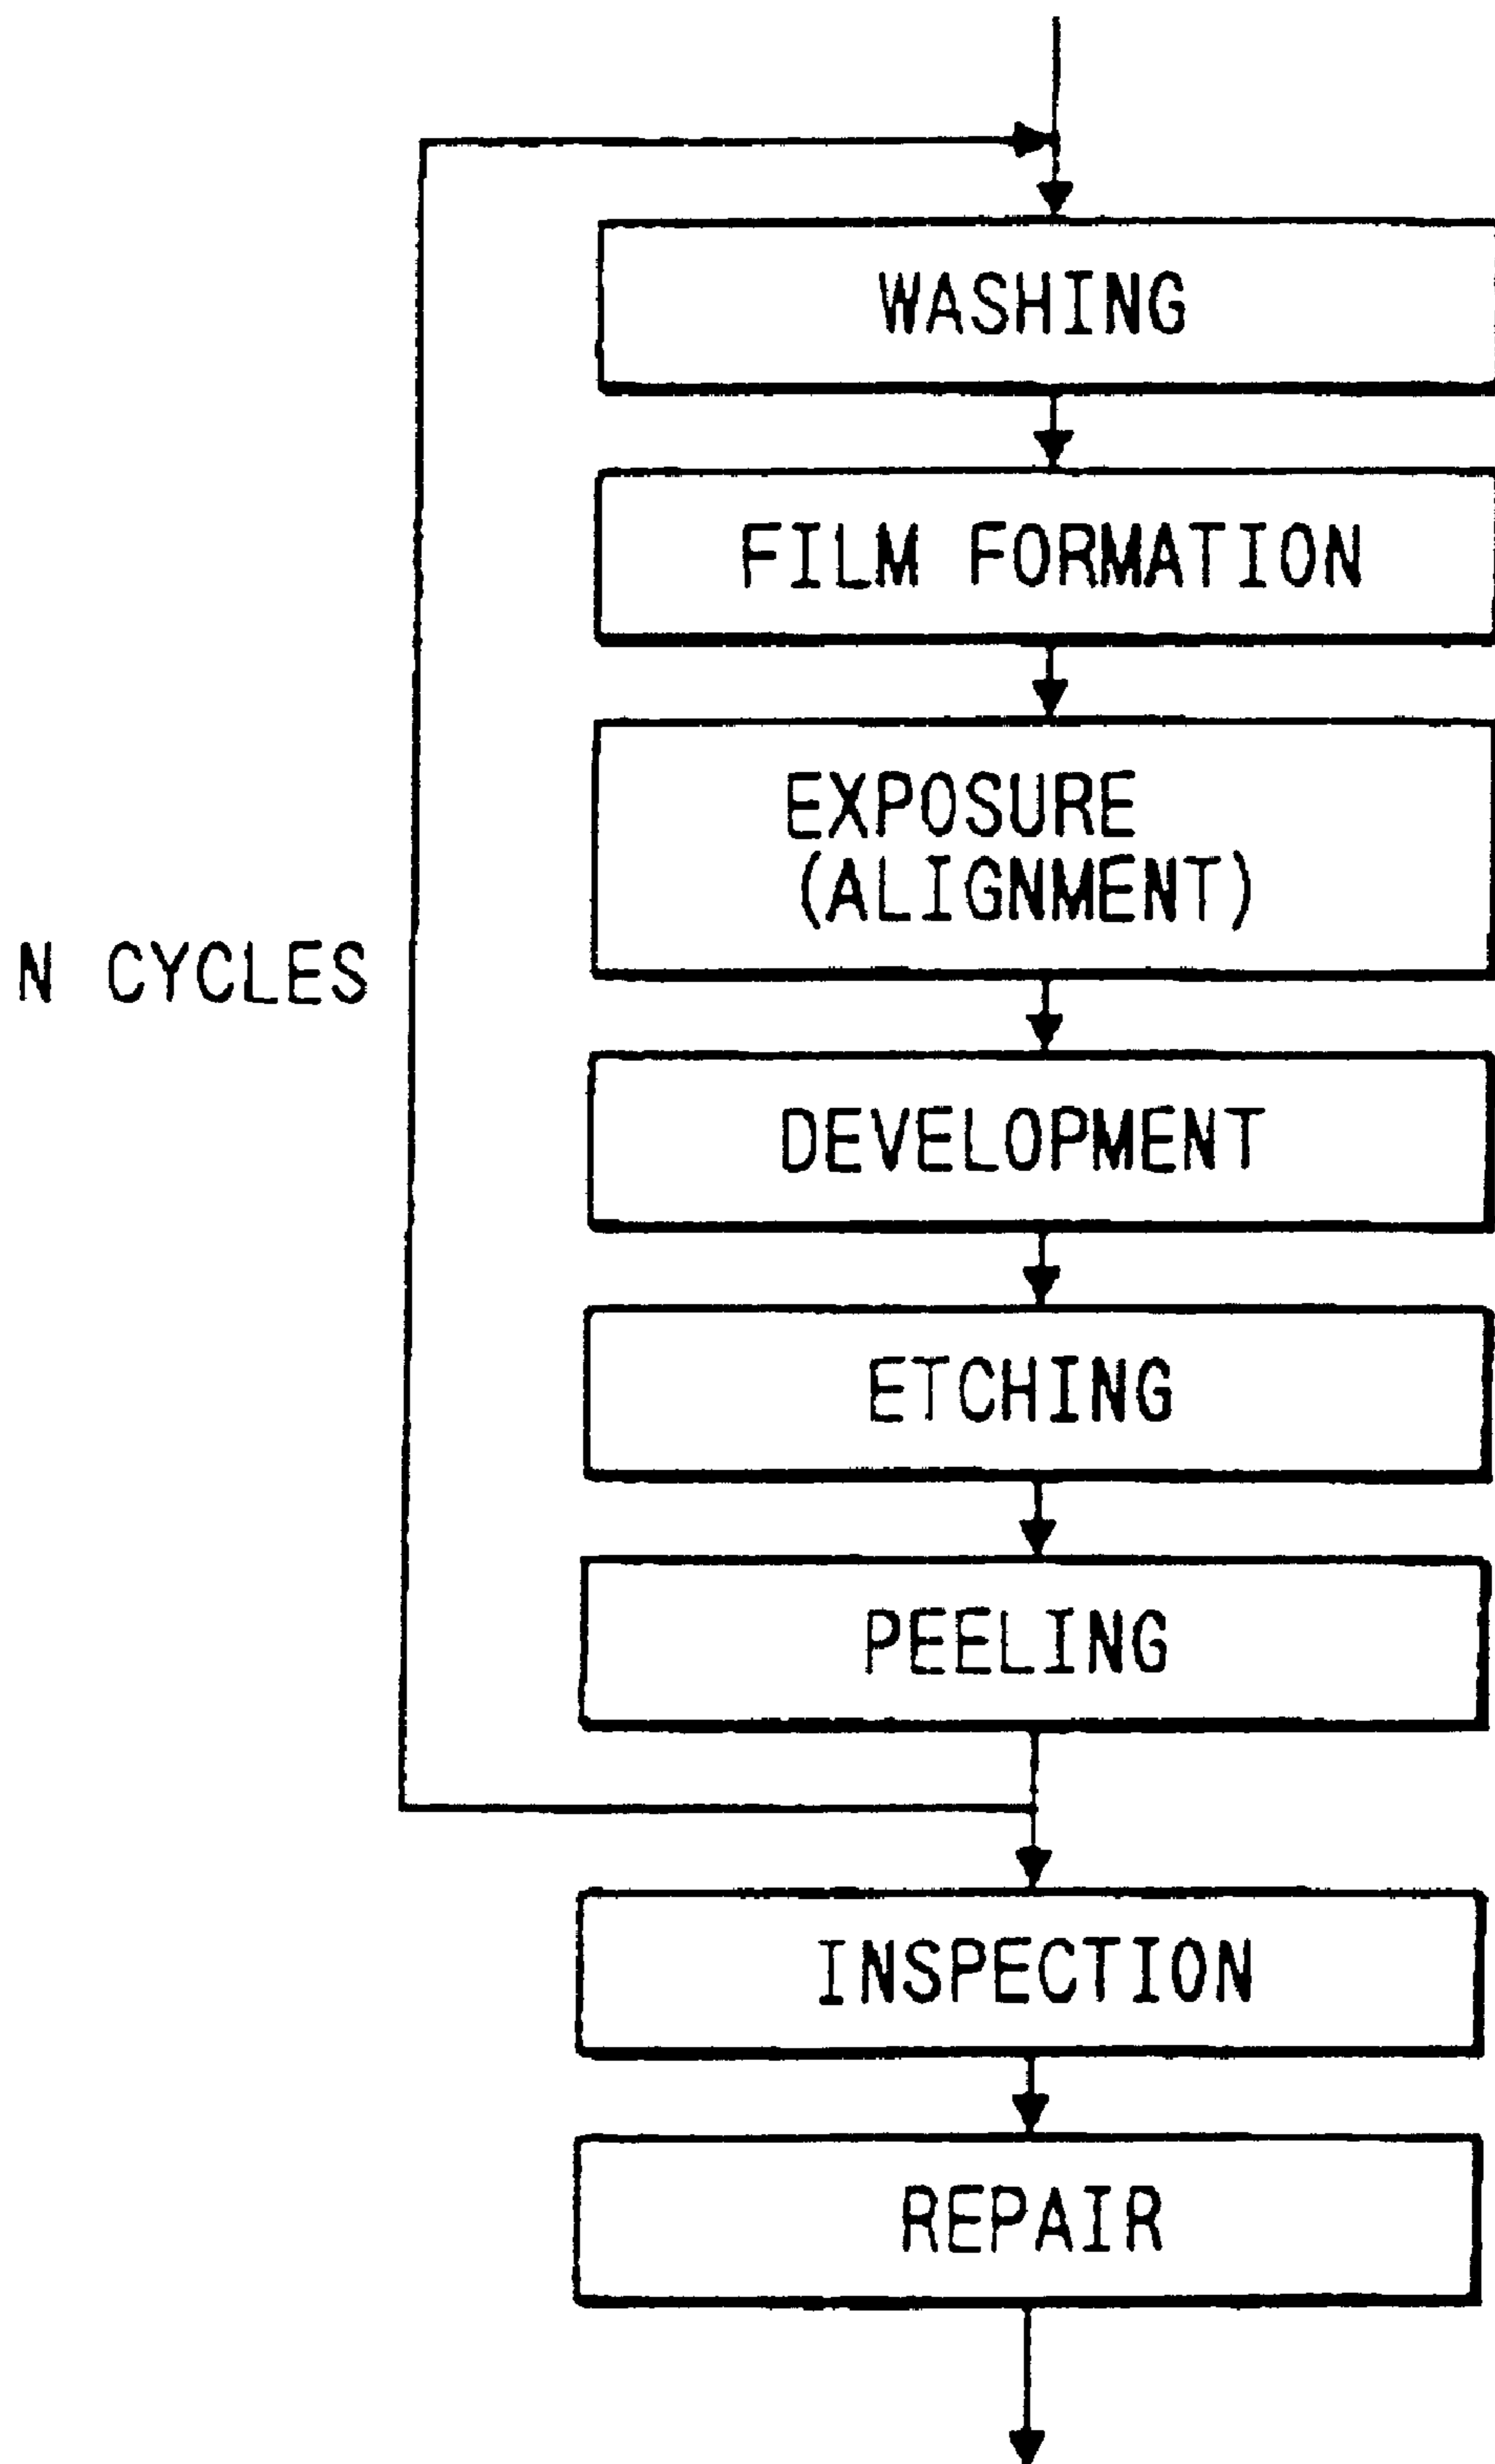 WASHING
FILM FORMATION
EXPOSURE
(ALIGNMENT)
N CYCLES
DEVELOPMENT
ETCHING
PEELING
INSPECTION
REPAIR